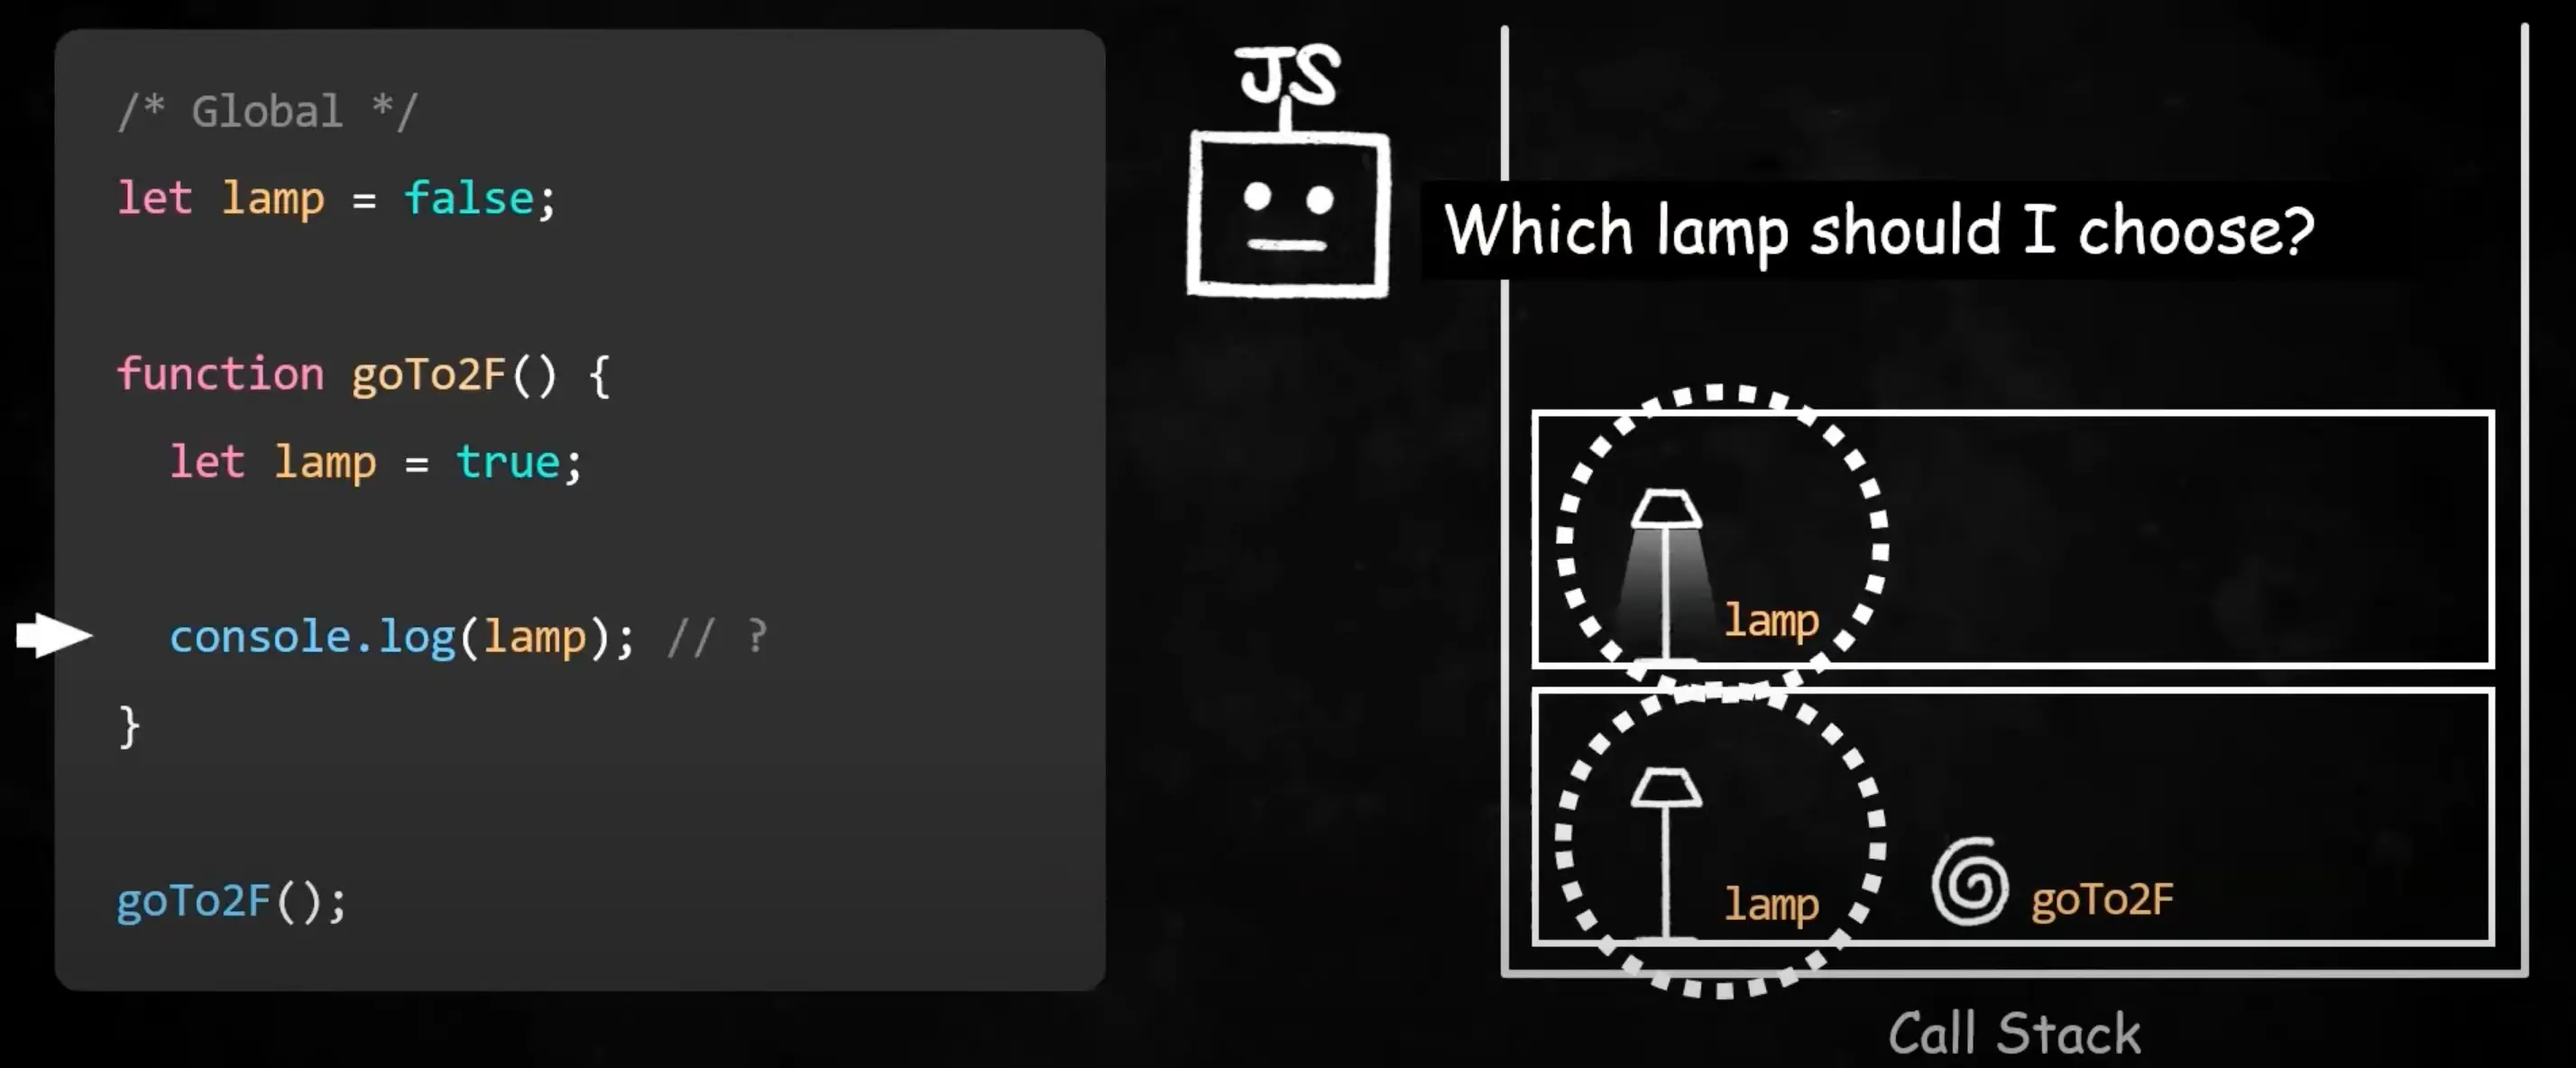 /* Global */
let lamp = false;
function goTo2F() {
let lamp = true;
console.log(lamp); // ?
}
goTo2F();
JS
Which lamp should I choose?
lamp
lamp
goTo2F
Call Stack